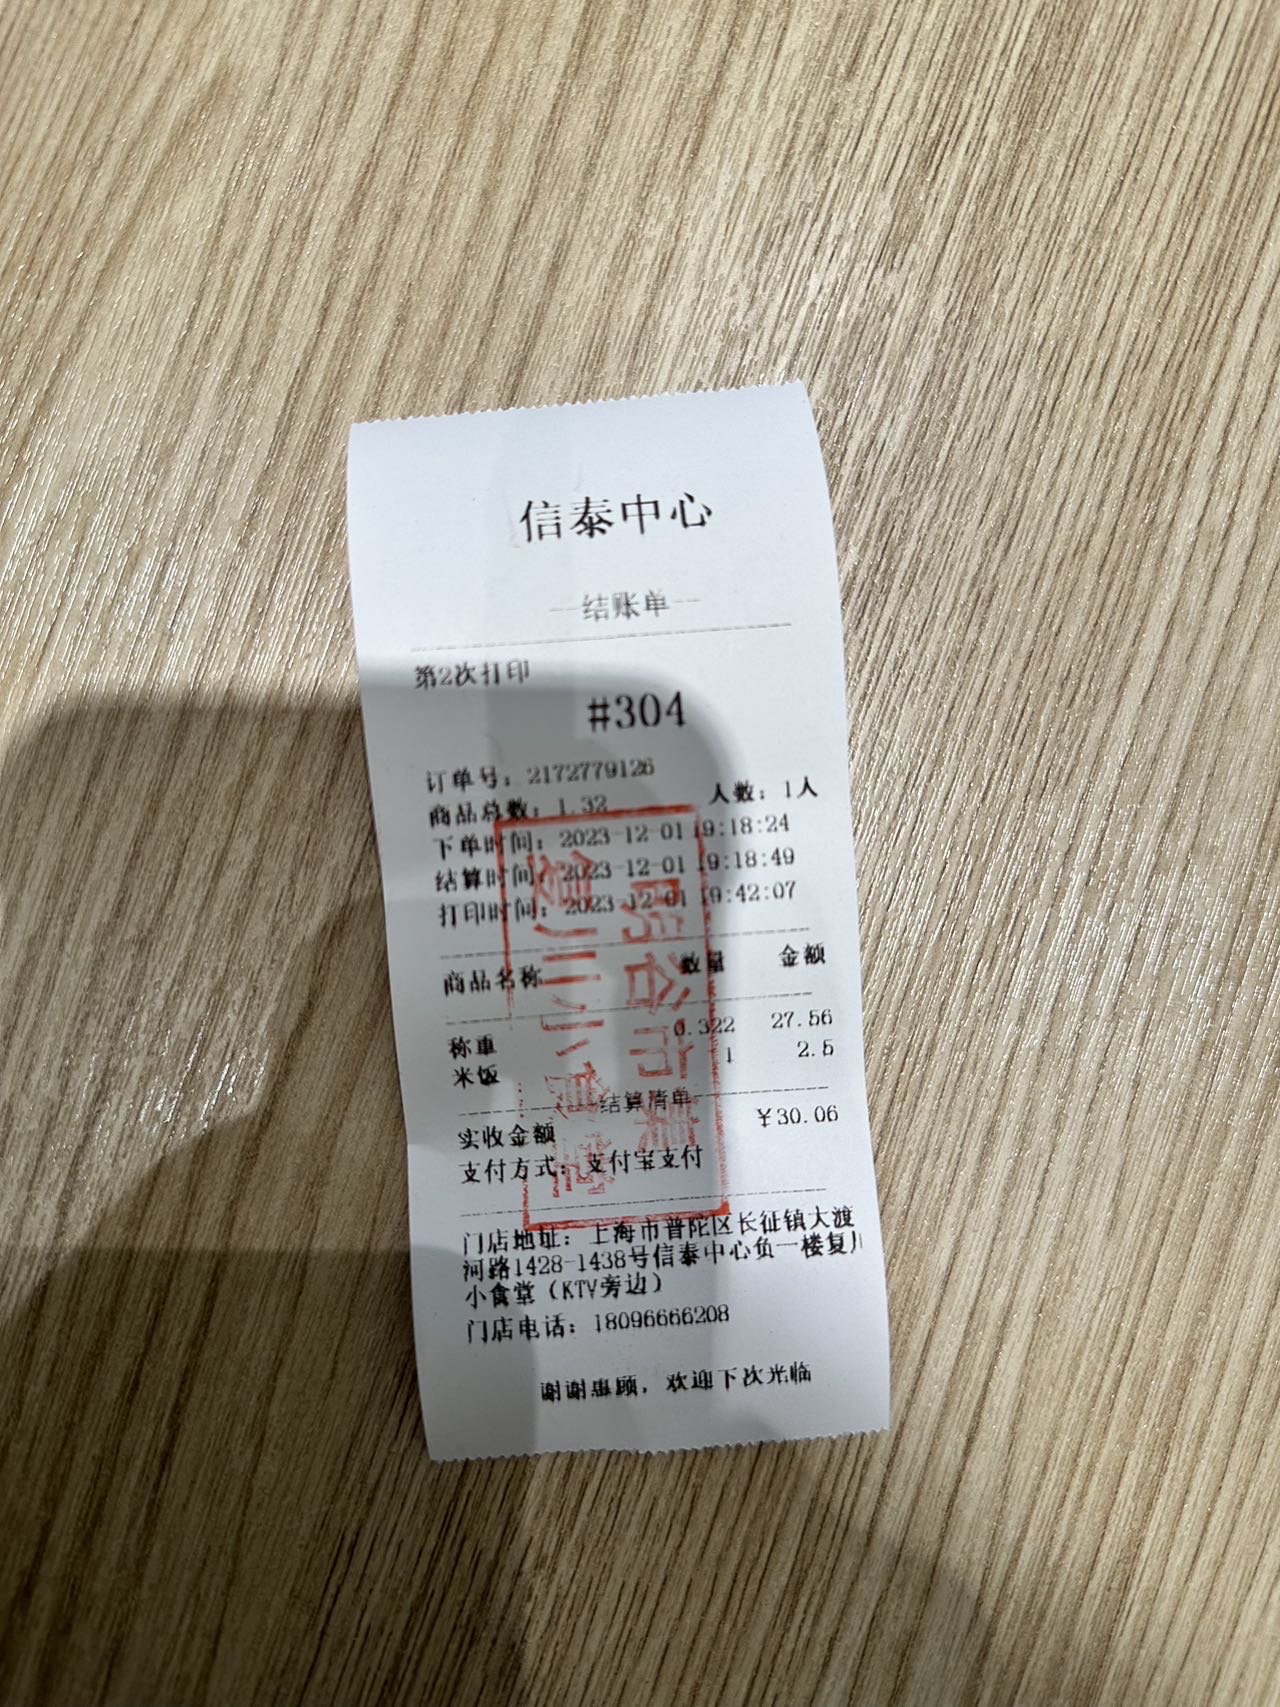 信泰中心
--结账单--
第2次打印
#304
订单号：2172779126
商品总数：1.32 人数：1人
下单时间：2023-12-01 19:18:24
结算时间：2023-12-01 19:18:49
打印时间：2023-12-01 19:42:07
商品名称 数量 金额
称重 0.322 27.56
米饭 1 2.5
结算清单
实收金额 ￥30.06
支付方式：支付宝支付
门店地址：上海市普陀区长征镇大渡
河路1428-1438号信泰中心负一楼复川
小食堂（KTV旁边）
门店电话：18096666208
谢谢惠顾，欢迎下次光临